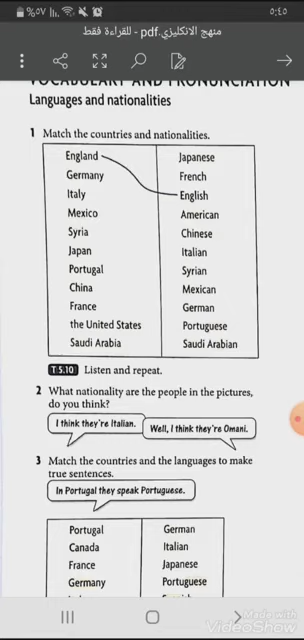 %٥٧
٥:٤٥
منهج الانكليزي.pdf - للقراءة فقط
VOCABULARY AND PRONUNCIATION
Languages and nationalities
1 Match the countries and nationalities.
England Japanese
Germany French
Italy English
Mexico American
Syria Chinese
Japan Italian
Portugal Syrian
China Mexican
France German
the United States Portuguese
Saudi Arabia Saudi Arabian
T 5.10 Listen and repeat.
2 What nationality are the people in the pictures,
do you think?
I think they're Italian.
Well, I think they're Omani.
3 Match the countries and the languages to make
true sentences.
In Portugal they speak Portuguese.
Portugal German
Canada Italian
France Japanese
Germany Portuguese
Made with
VideoShow